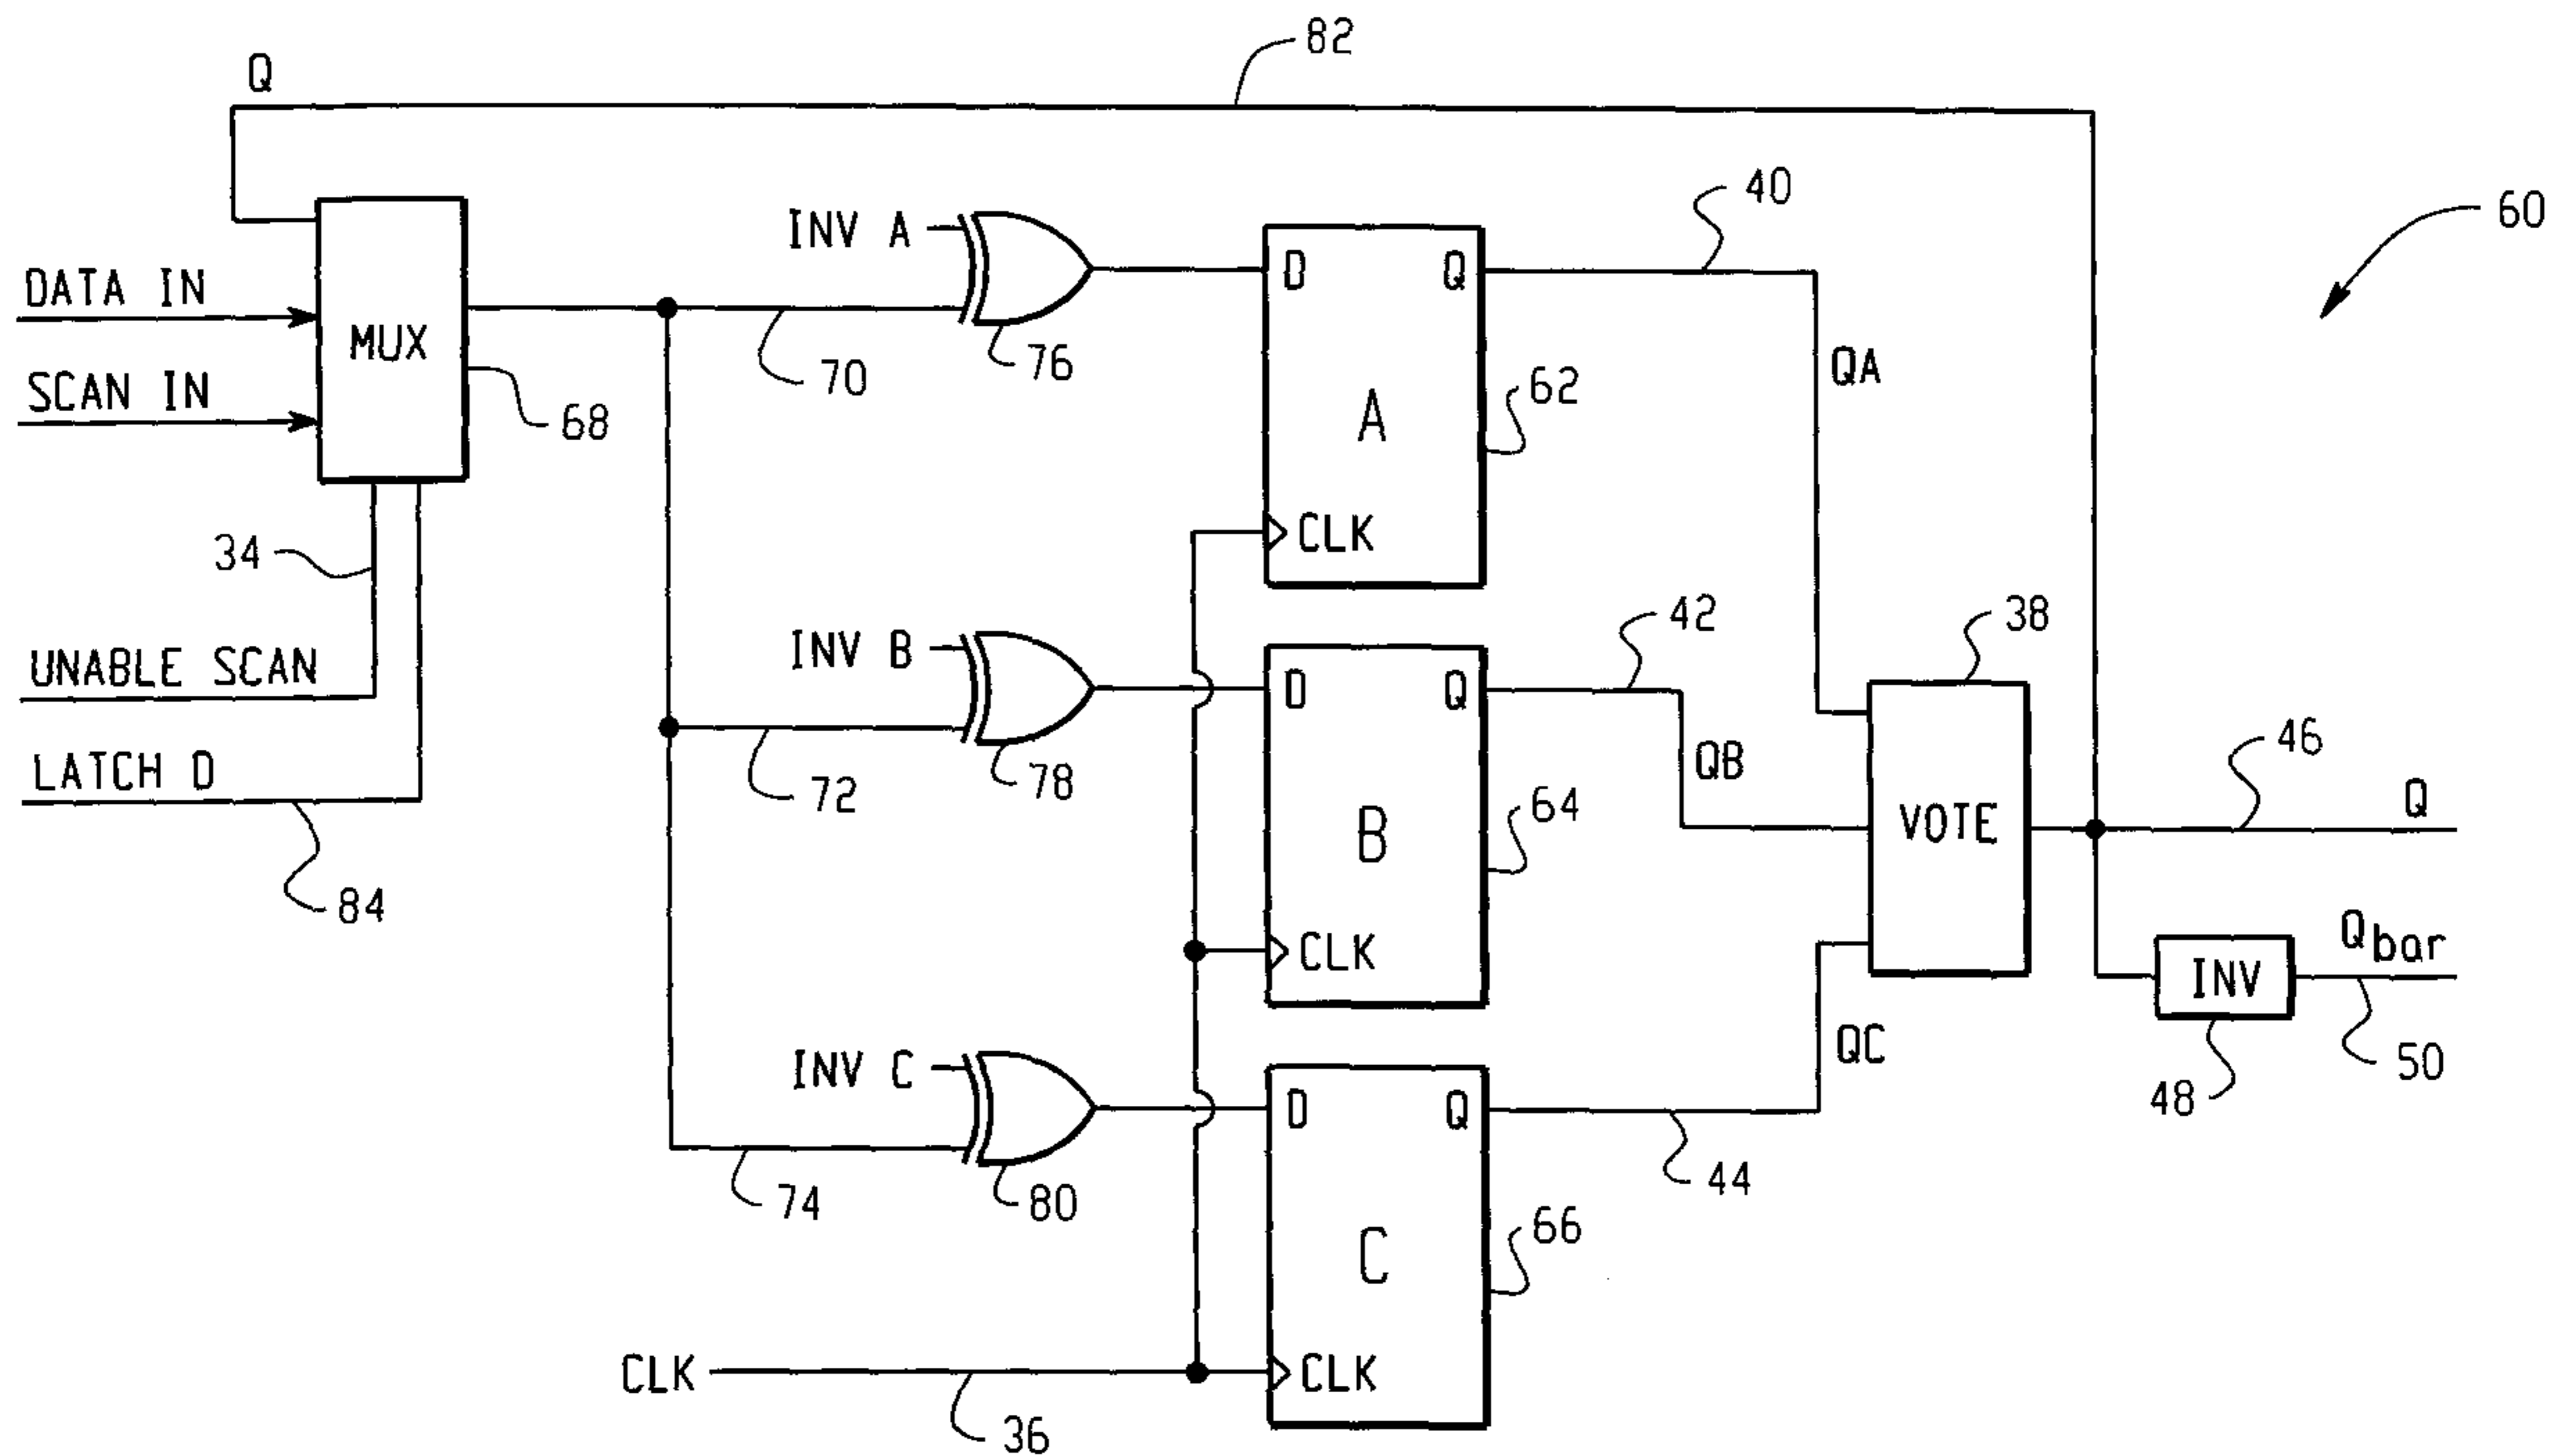 82
Q
40
60
INV A
DATA IN
D
Q
MUX
QA
76
70
62
SCAN IN
68
A
CLK
34
42
38
INV B
UNABLE SCAN
D
Q
46
QB
72
78
LATCH D
64
Q
VOTE
B
84
Qbar
CLK
INV
QC
50
INV C
48
D
Q
74
80
44
66
C
CLK
CLK
36